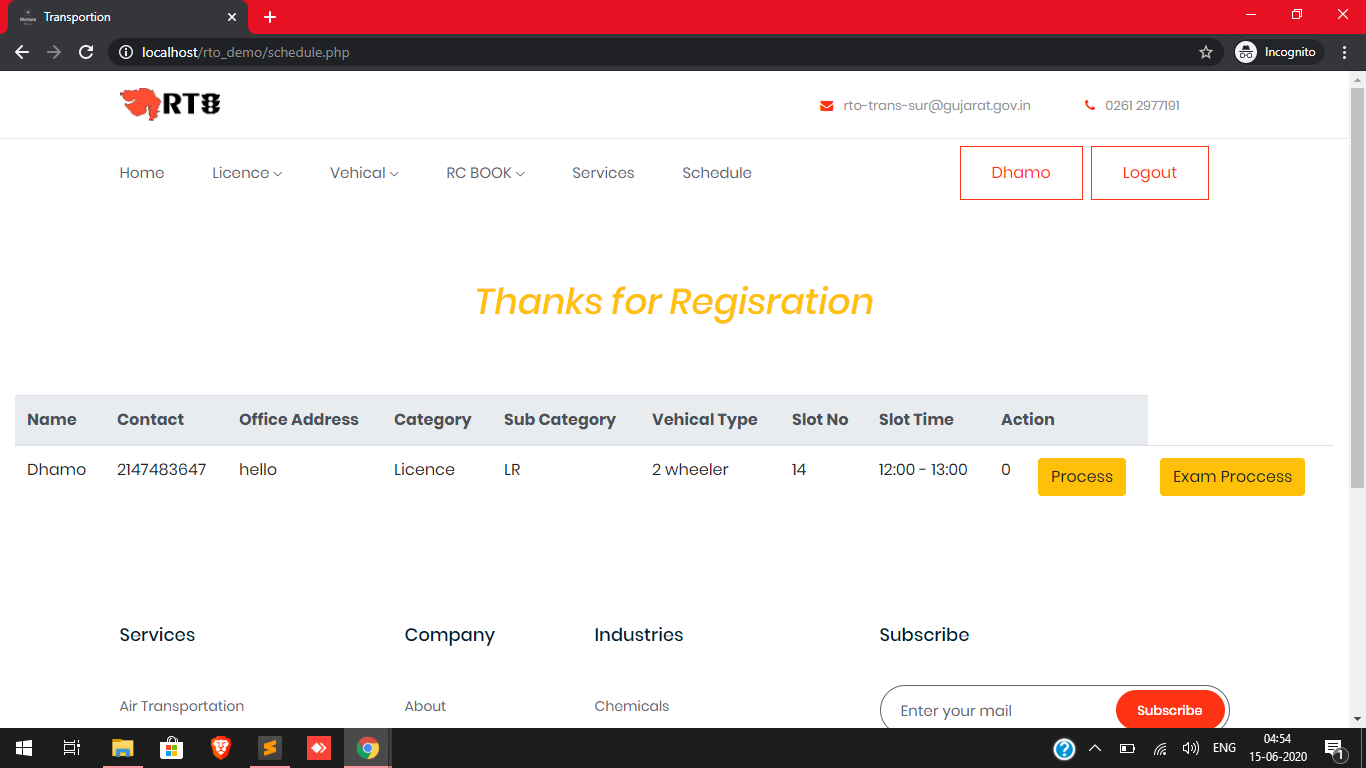 Transportion
localhost/rto_demo/schedule.php
Incognito
RT
rto-trans-sur@gujarat.gov.in
0261 2977191
Home Licence Vehical RC BOOK Services Schedule Dhamo Logout
Thanks for Regisration
Name Contact Office Address Category Sub Category Vehical Type Slot No Slot Time Action
Dhamo 2147483647 hello Licence LR 2 wheeler 14 12:00 - 13:00 0 Process Exam Proccess
Services Company Industries Subscribe
Air Transportation About Chemicals Enter your mail Subscribe
ENG
04:54
15-06-2020
1